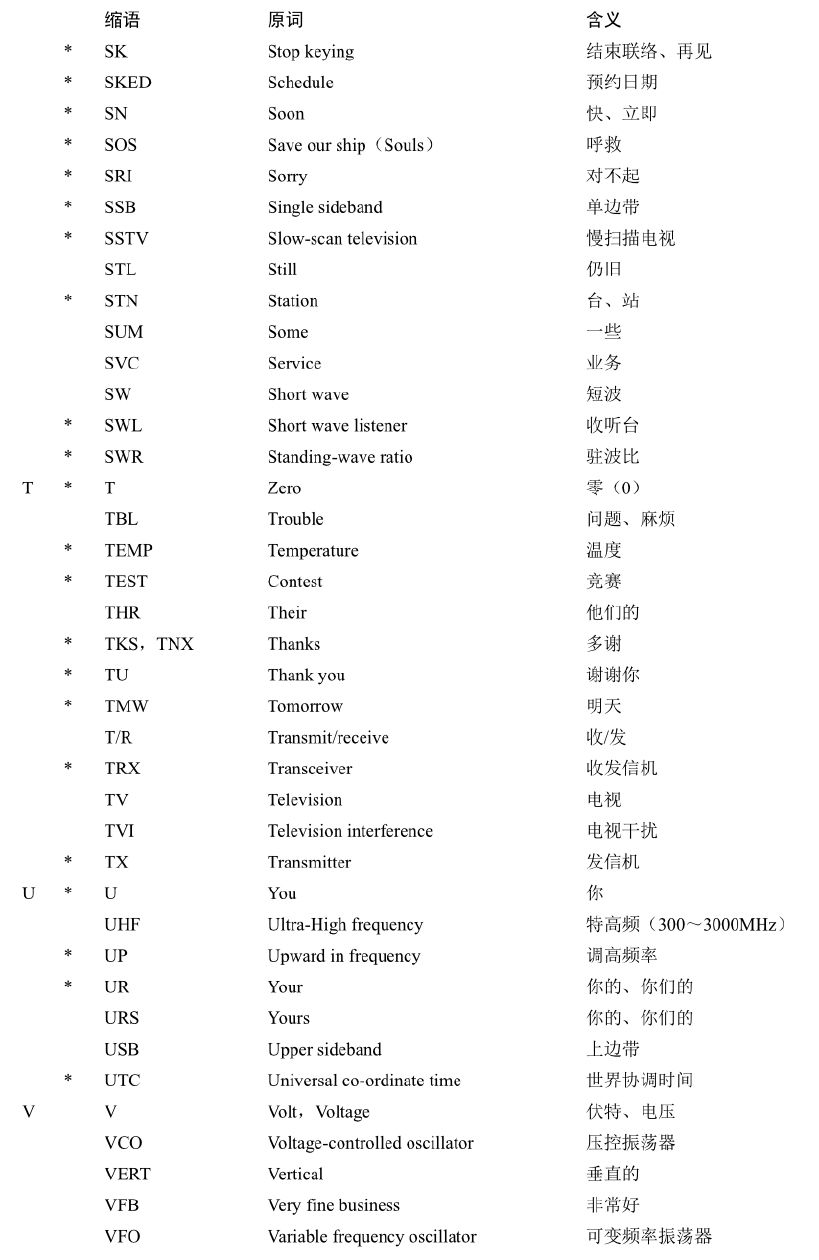 缩语 原词 含义
* SK Stop keying 结束联络、再见
* SKED Schedule 预约日期
* SN Soon 快、立即
* SOS Save our ship（Souls） 呼救
* SRI Sorry 对不起
* SSB Single sideband 单边带
* SSTV Slow-scan television 慢扫描电视
STL Still 仍旧
* STN Station 台、站
SUM Some 一些
SVC Service 业务
SW Short wave 短波
* SWL Short wave listener 收听台
* SWR Standing-wave ratio 驻波比
T * T Zero 零（0）
TBL Trouble 问题、麻烦
* TEMP Temperature 温度
* TEST Contest 竞赛
THR Their 他们的
* TKS，TNX Thanks 多谢
* TU Thank you 谢谢你
* TMW Tomorrow 明天
T/R Transmit/receive 收/发
* TRX Transceiver 收发信机
TV Television 电视
TVI Television interference 电视干扰
* TX Transmitter 发信机
U * U You 你
UHF Ultra-High frequency 特高频（300～3000MHz）
* UP Upward in frequency 调高频率
* UR Your 你的、你们的
URS Yours 你的、你们的
USB Upper sideband 上边带
* UTC Universal co-ordinate time 世界协调时间
V V Volt，Voltage 伏特、电压
VCO Voltage-controlled oscillator 压控振荡器
VERT Vertical 垂直的
VFB Very fine business 非常好
VFO Variable frequency oscillator 可变频率振荡器